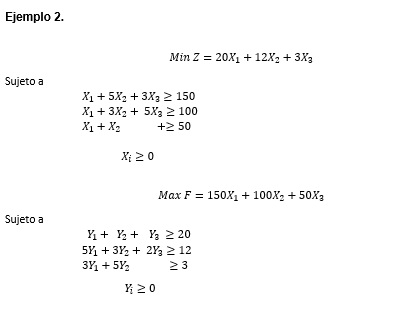 Ejemplo 2.
Min Z = 20X₁ + 12X₂ + 3X₃
Sujeto a
X₁ + 5X₂ + 3X₃ ≥ 150
X₁ + 3X₂ + 5X₃ ≥ 100
X₁ + X₂ +≥ 50
Xᵢ ≥ 0
Max F = 150X₁ + 100X₂ + 50X₃
Sujeto a
Y₁ + Y₂ + Y₃ ≥ 20
5Y₁ + 3Y₂ + 2Y₃ ≥ 12
3Y₁ + 5Y₂ ≥ 3
Yᵢ ≥ 0